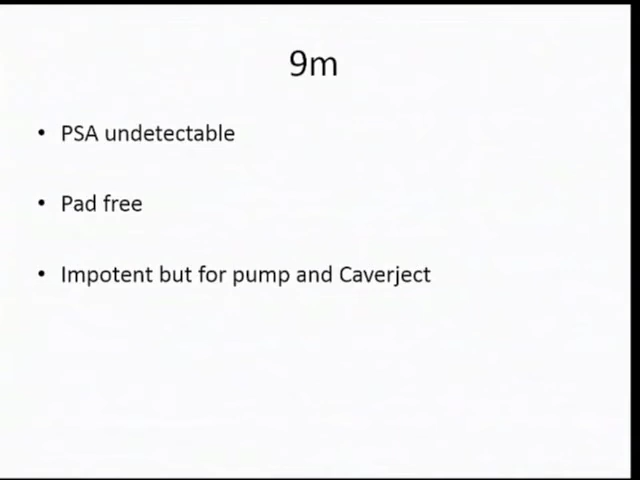 9m
• PSA undetectable
• Pad free
• Impotent but for pump and Caverject